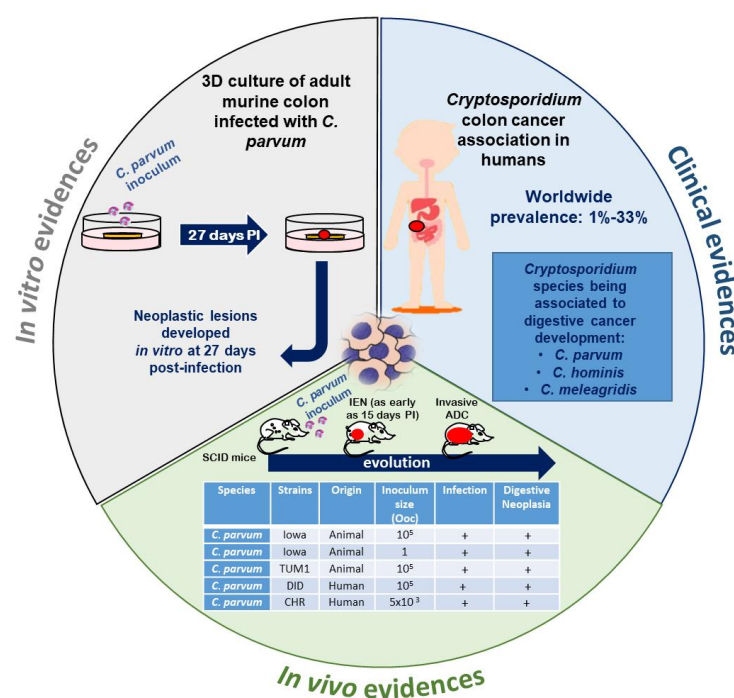 In vitro evidences
3D culture of adult
murine colon
infected with C.
parvum
C. parvum
inoculum
27 days PI
Neoplastic lesions
developed
in vitro at 27 days
post-infection
Clinical evidences
Cryptosporidium
colon cancer
association in
humans
Worldwide
prevalence: 1%-33%
Cryptosporidium
species being
associated to
digestive cancer
development:
• C. parvum
• C. hominis
• C. meleagridis
C. parvum
inoculum
IEN (as early
as 15 days PI)
Invasive
ADC
SCID mice
evolution
Species Strains Origin Inoculum size (Ooc) Infection Digestive Neoplasia
C. parvum Iowa Animal 10⁵ + +
C. parvum Iowa Animal 1 + +
C. parvum TUM1 Animal 10⁵ + +
C. parvum DID Human 10⁵ + +
C. parvum CHR Human 5x10 ³ + +
In vivo evidences